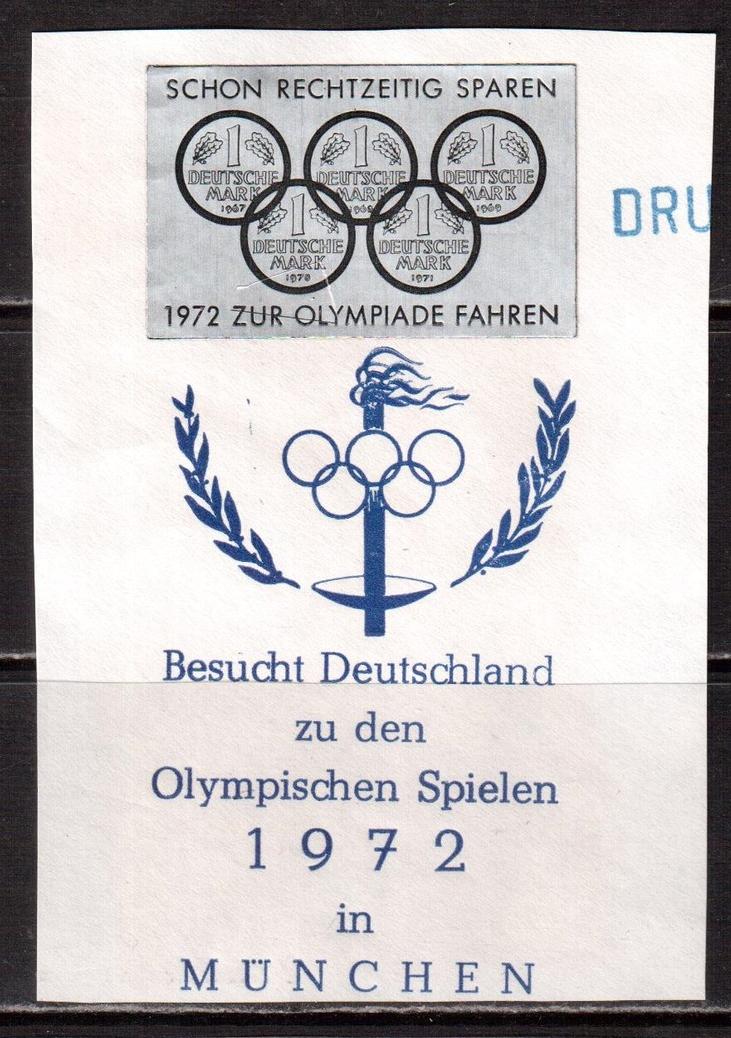 SCHON RECHTZEITIG SPAREN
1 1 1
DEUTSCHE DEUTSCHE DEUTSCHE
MARK MARK MARK
1967 1968 1969
1 1
DEUTSCHE DEUTSCHE
MARK MARK
1970 1971
1972 ZUR OLYMPIADE FAHREN
DRU
Besucht Deutschland
zu den
Olympischen Spielen
1972
in
MÜNCHEN